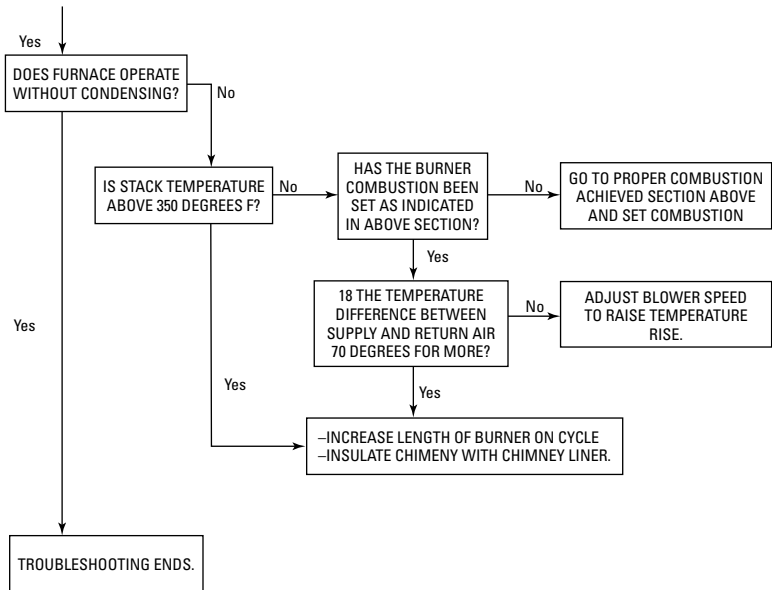 Yes
DOES FURNACE OPERATE
WITHOUT CONDENSING?
No
IS STACK TEMPERATURE
ABOVE 350 DEGREES F?
No
HAS THE BURNER
COMBUSTION BEEN
SET AS INDICATED
IN ABOVE SECTION?
No
GO TO PROPER COMBUSTION
ACHIEVED SECTION ABOVE
AND SET COMBUSTION
Yes
18 THE TEMPERATURE
DIFFERENCE BETWEEN
SUPPLY AND RETURN AIR
70 DEGREES FOR MORE?
No
ADJUST BLOWER SPEED
TO RAISE TEMPERATURE
RISE.
Yes
Yes
Yes
–INCREASE LENGTH OF BURNER ON CYCLE
–INSULATE CHIMENY WITH CHIMNEY LINER.
TROUBLESHOOTING ENDS.